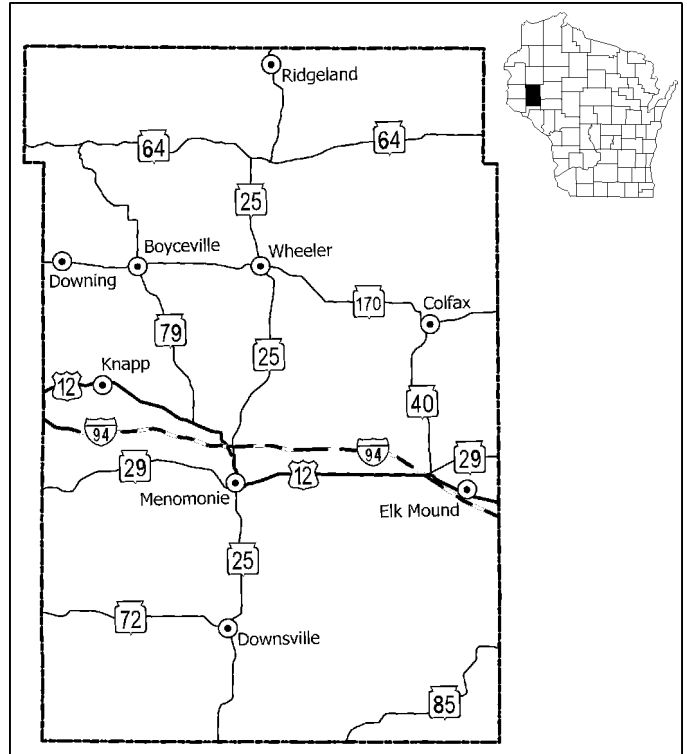 Ridgeland
64
64
25
Boyceville
Wheeler
Downing
170
Colfax
79
25
Knapp
12
40
94
94
29
29
12
Menomonie
Elk Mound
25
72
Downsville
85